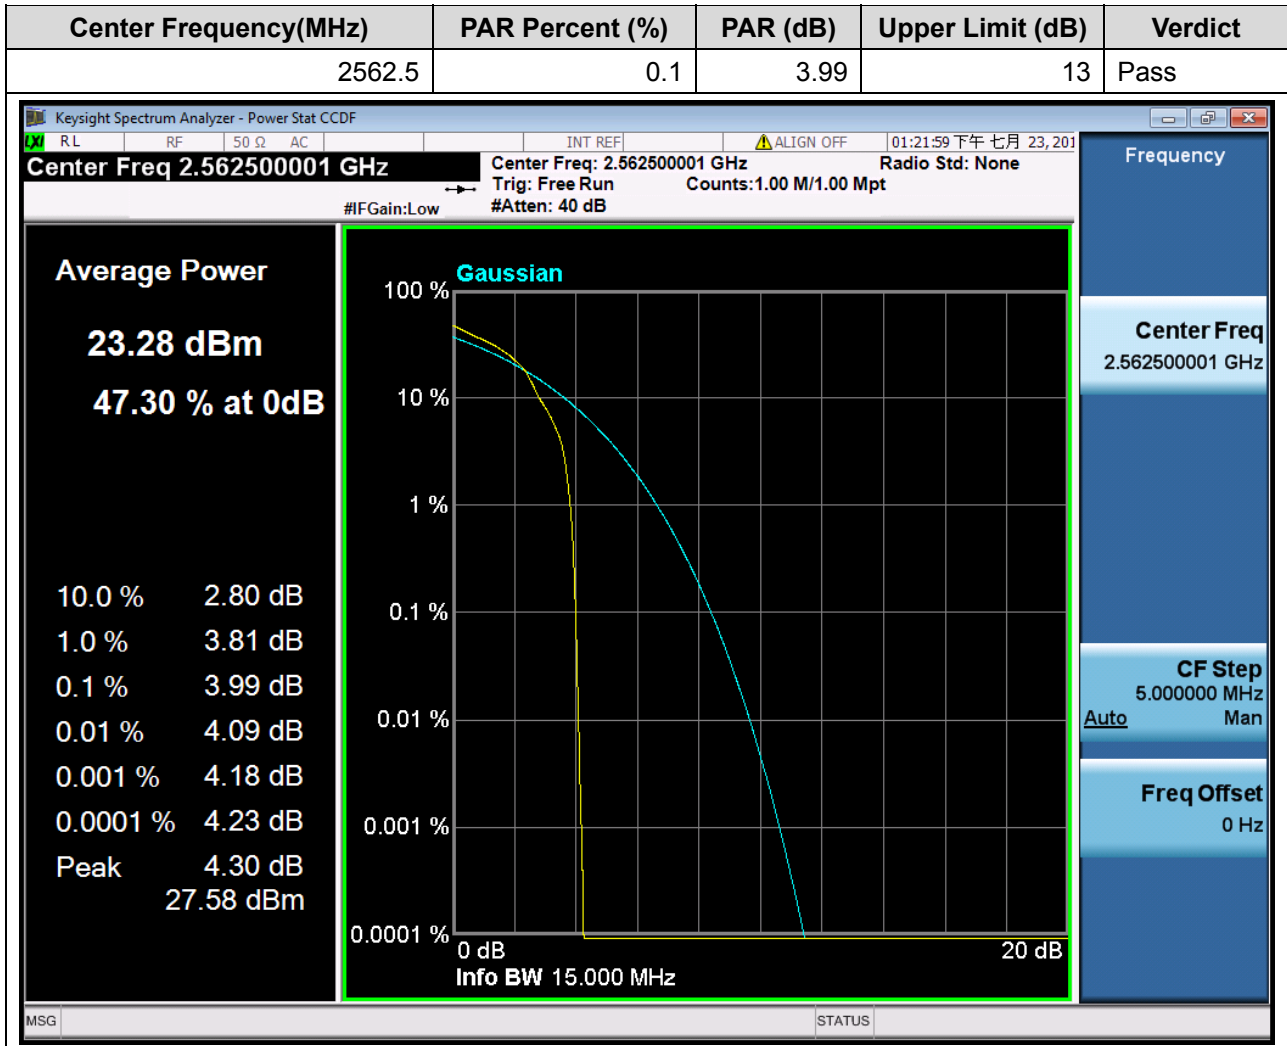 Center Frequency(MHz) PAR Percent (%) PAR (dB) Upper Limit (dB) Verdict
2562.5 0.1 3.99 13 Pass
Keysight Spectrum Analyzer - Power Stat CCDF
LXI RL RF 50 Ω AC INT REF ALIGN OFF 01:21:59 下午 七月 23, 201
Center Freq 2.562500001 GHz
Center Freq: 2.562500001 GHz Radio Std: None
Trig: Free Run Counts:1.00 M/1.00 Mpt
#IFGain:Low #Atten: 40 dB
Average Power
23.28 dBm
47.30 % at 0dB
10.0 % 2.80 dB
1.0 % 3.81 dB
0.1 % 3.99 dB
0.01 % 4.09 dB
0.001 % 4.18 dB
0.0001 % 4.23 dB
Peak 4.30 dB
27.58 dBm
Gaussian
100 %
10 %
1 %
0.1 %
0.01 %
0.001 %
0.0001 %
0 dB 20 dB
Info BW 15.000 MHz
Frequency
Center Freq
2.562500001 GHz
CF Step
5.000000 MHz
Auto Man
Freq Offset
0 Hz
MSG STATUS